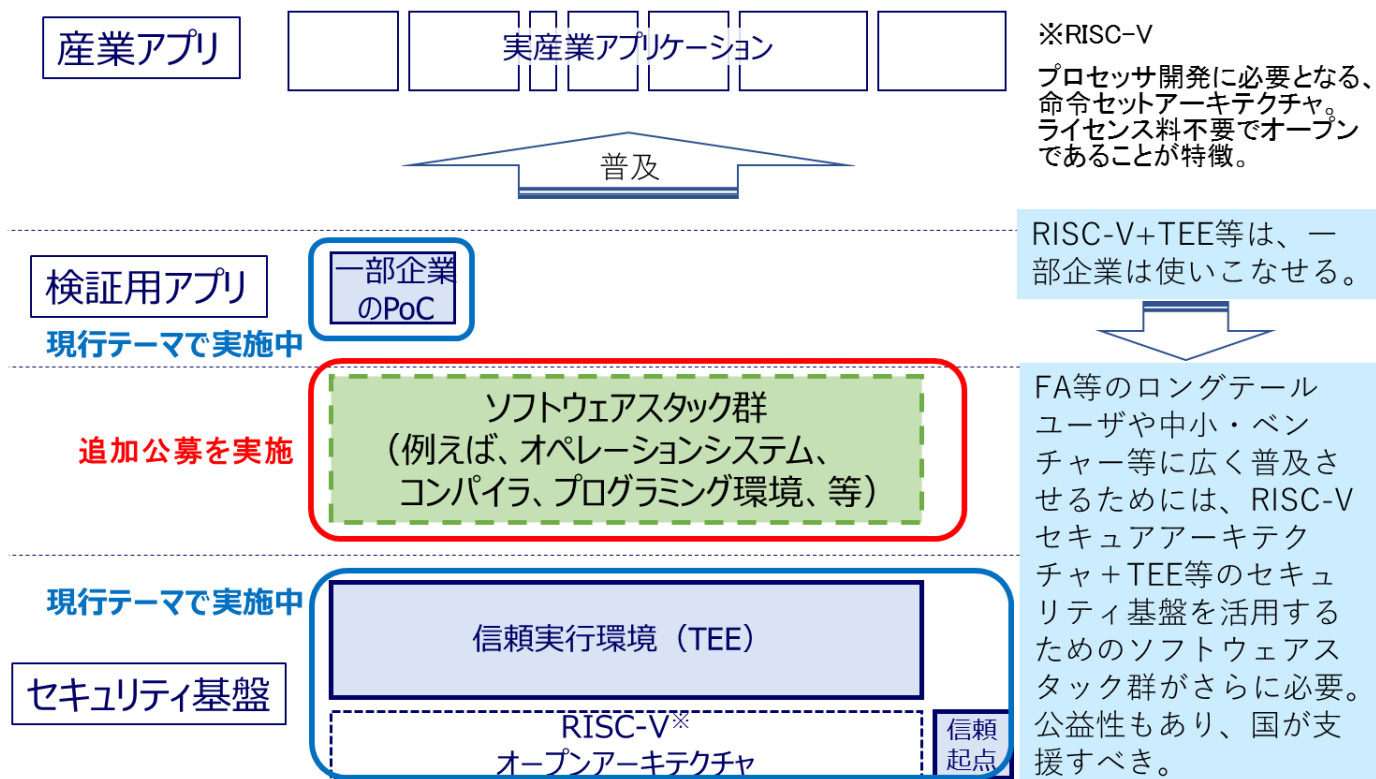 産業アプリ
実産業アプリケーション
※RISC-V
プロセッサ開発に必要となる、
命令セットアーキテクチャ。
ライセンス料不要でオープン
であることが特徴。
普及
検証用アプリ
現行テーマで実施中
一部企業
のPoC
RISC-V+TEE等は、一
部企業は使いこなせる。
追加公募を実施
ソフトウェアスタック群
（例えば、オペレーションシステム、
コンパイラ、プログラミング環境、等）
FA等のロングテール
ユーザや中小・ベン
チャー等に広く普及さ
せるためには、RISC-V
セキュアアーキテク
チャ＋TEE等のセキュ
リティ基盤を活用する
ためのソフトウェアス
タック群がさらに必要。
公益性もあり、国が支
援すべき。
現行テーマで実施中
セキュリティ基盤
信頼実行環境（TEE）
RISC-V※
オープンアーキテクチャ
信頼
起点